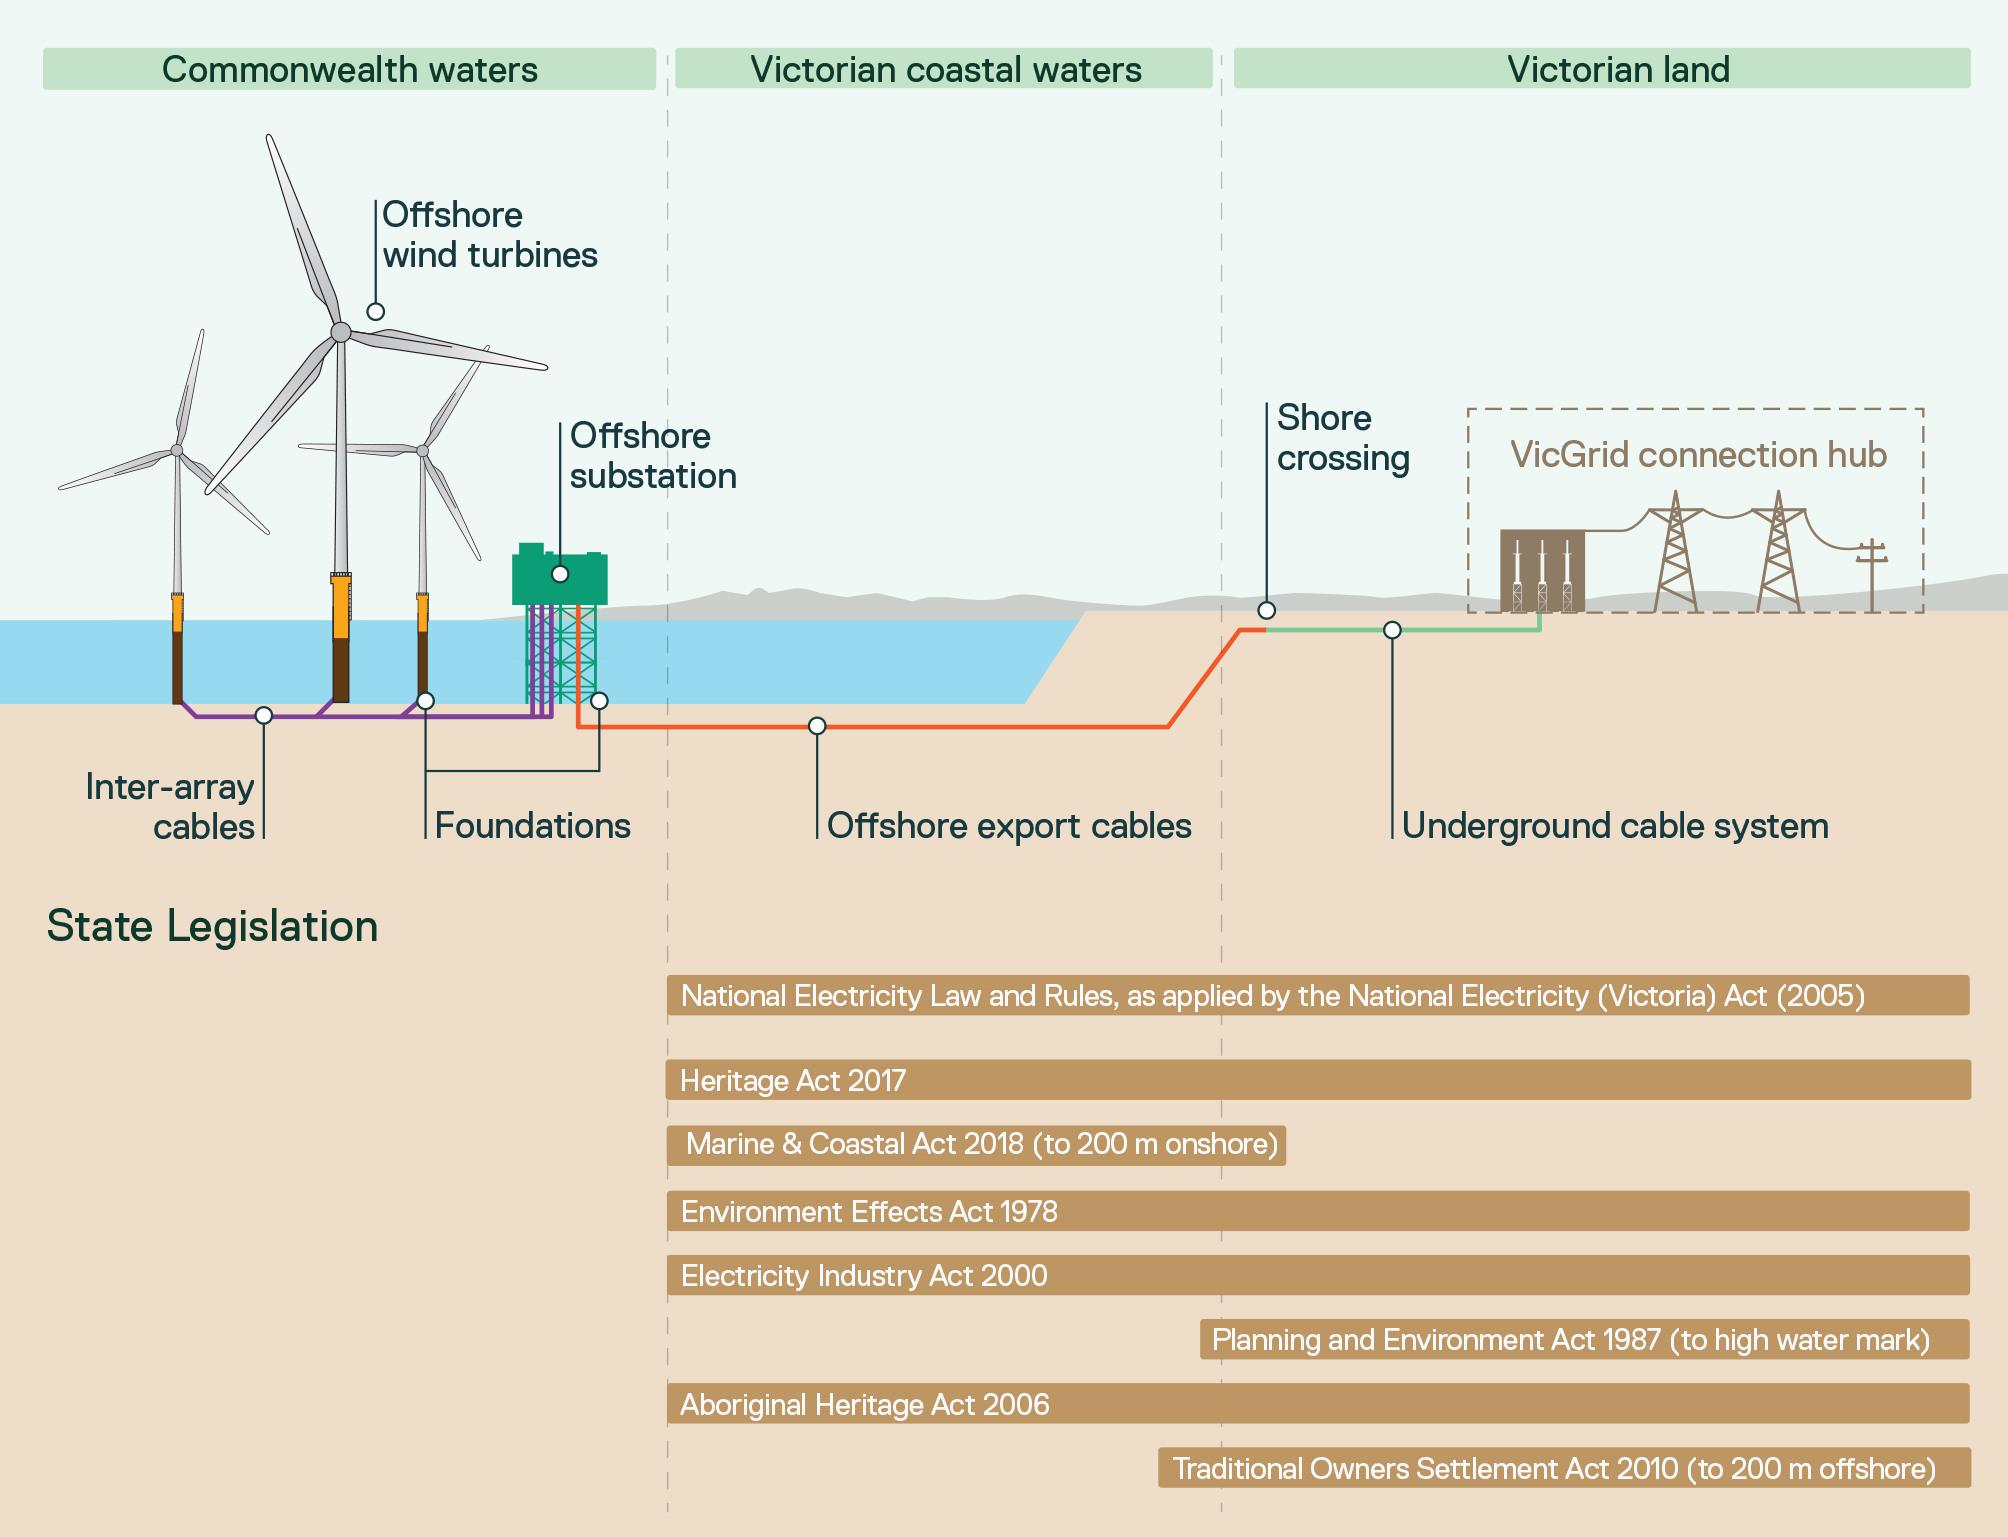 Commonwealth waters
Victorian coastal waters
Victorian land
Offshore
wind turbines
Offshore
substation
Shore
crossing
VicGrid connection hub
Inter-array
cables
Foundations
Offshore export cables
Underground cable system
State Legislation
National Electricity Law and Rules, as applied by the National Electricity (Victoria) Act (2005)
Heritage Act 2017
Marine & Coastal Act 2018 (to 200 m onshore)
Environment Effects Act 1978
Electricity Industry Act 2000
Planning and Environment Act 1987 (to high water mark)
Aboriginal Heritage Act 2006
Traditional Owners Settlement Act 2010 (to 200 m offshore)